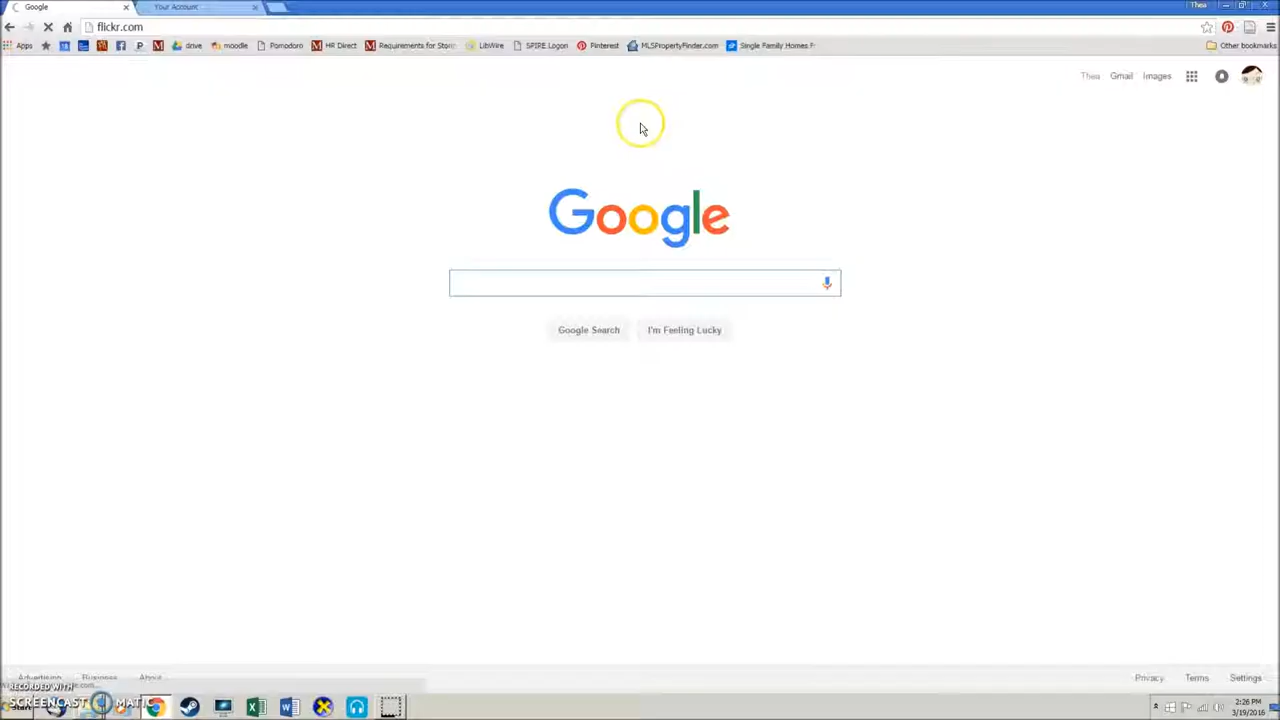 Google
Your Account
Thea
flickr.com
Apps
drive
moodle
Pomodoro
HR Direct
Requirements for Stor
LibWire
SPIRE Logon
Pinterest
MLSPropertyFinder.com
Single Family Homes F
Other bookmarks
Thea
Gmail
Images
Google
Google Search
I'm Feeling Lucky
Advertising
Business
About
Privacy
Terms
Settings
RECORDED WITH
SCREENCAST MATIC
2:26 PM
3/19/2016